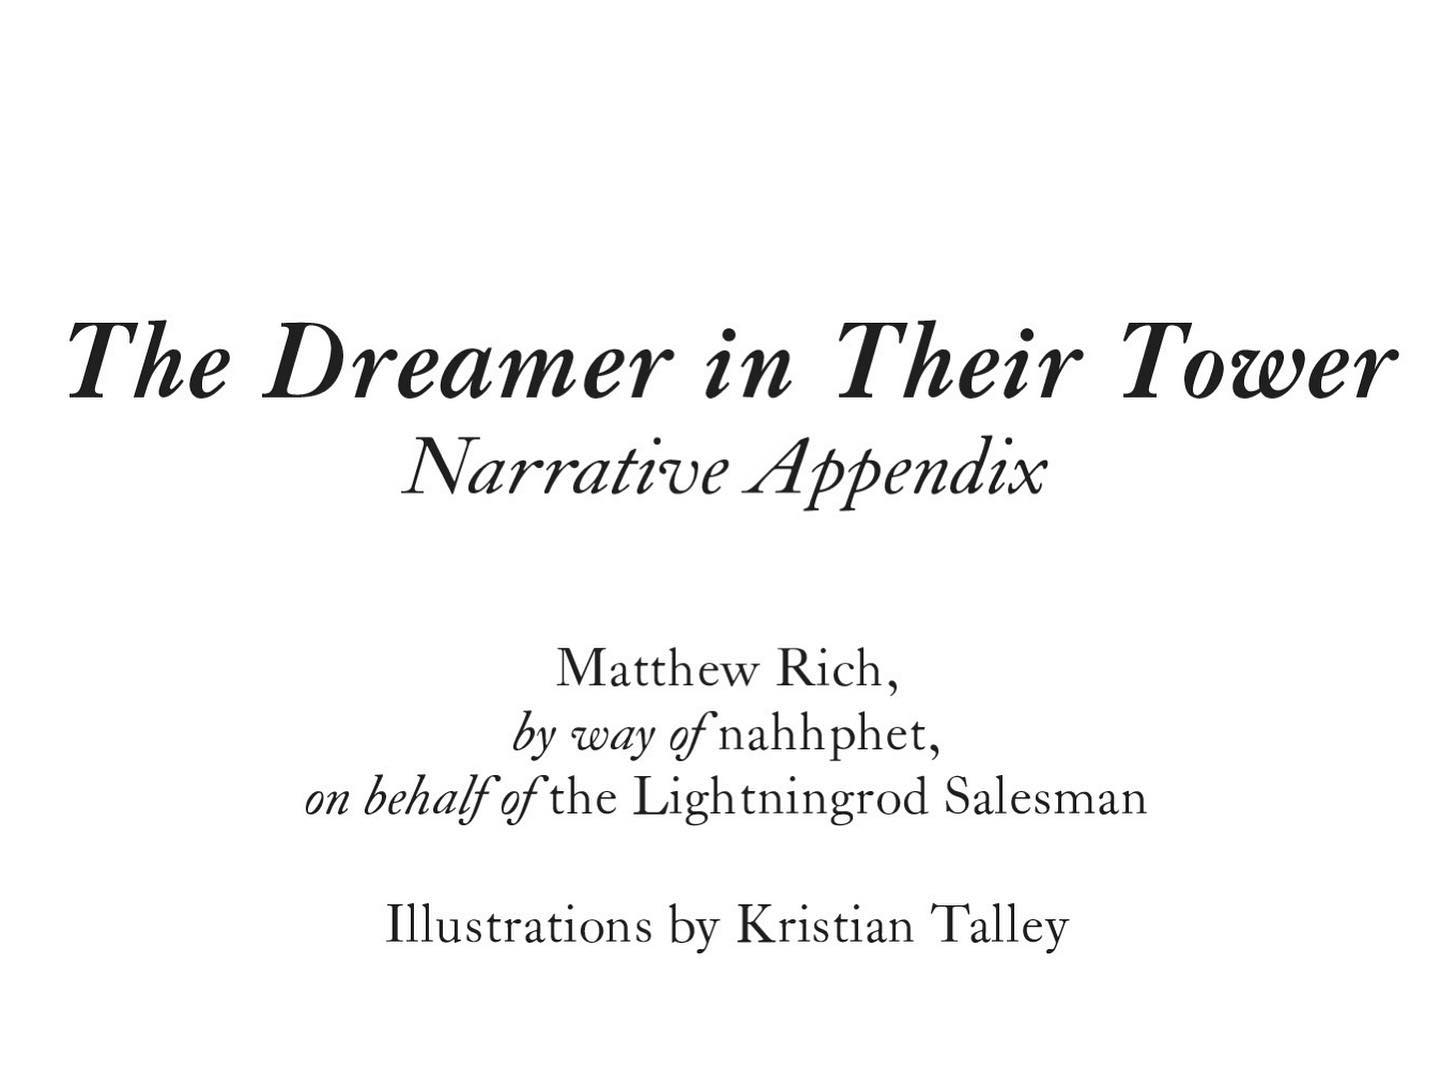 The Dreamer in Their Tower
Narrative Appendix
Matthew Rich,
by way of nahhphet,
on behalf of the Lightningrod Salesman
Illustrations by Kristian Talley